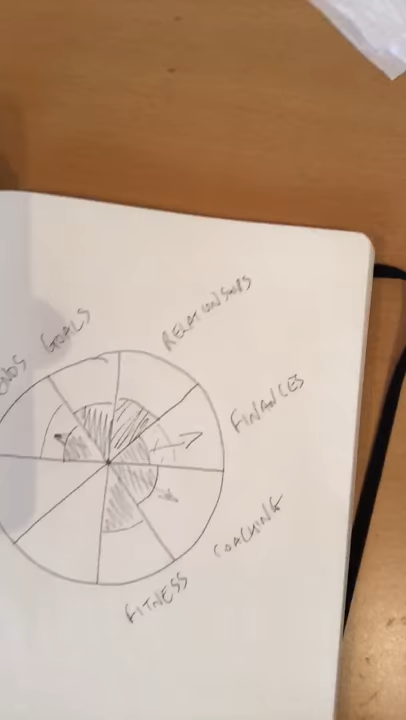 GOALS
RELATIONSHIPS
FINANCES
COACHING
FITNESS